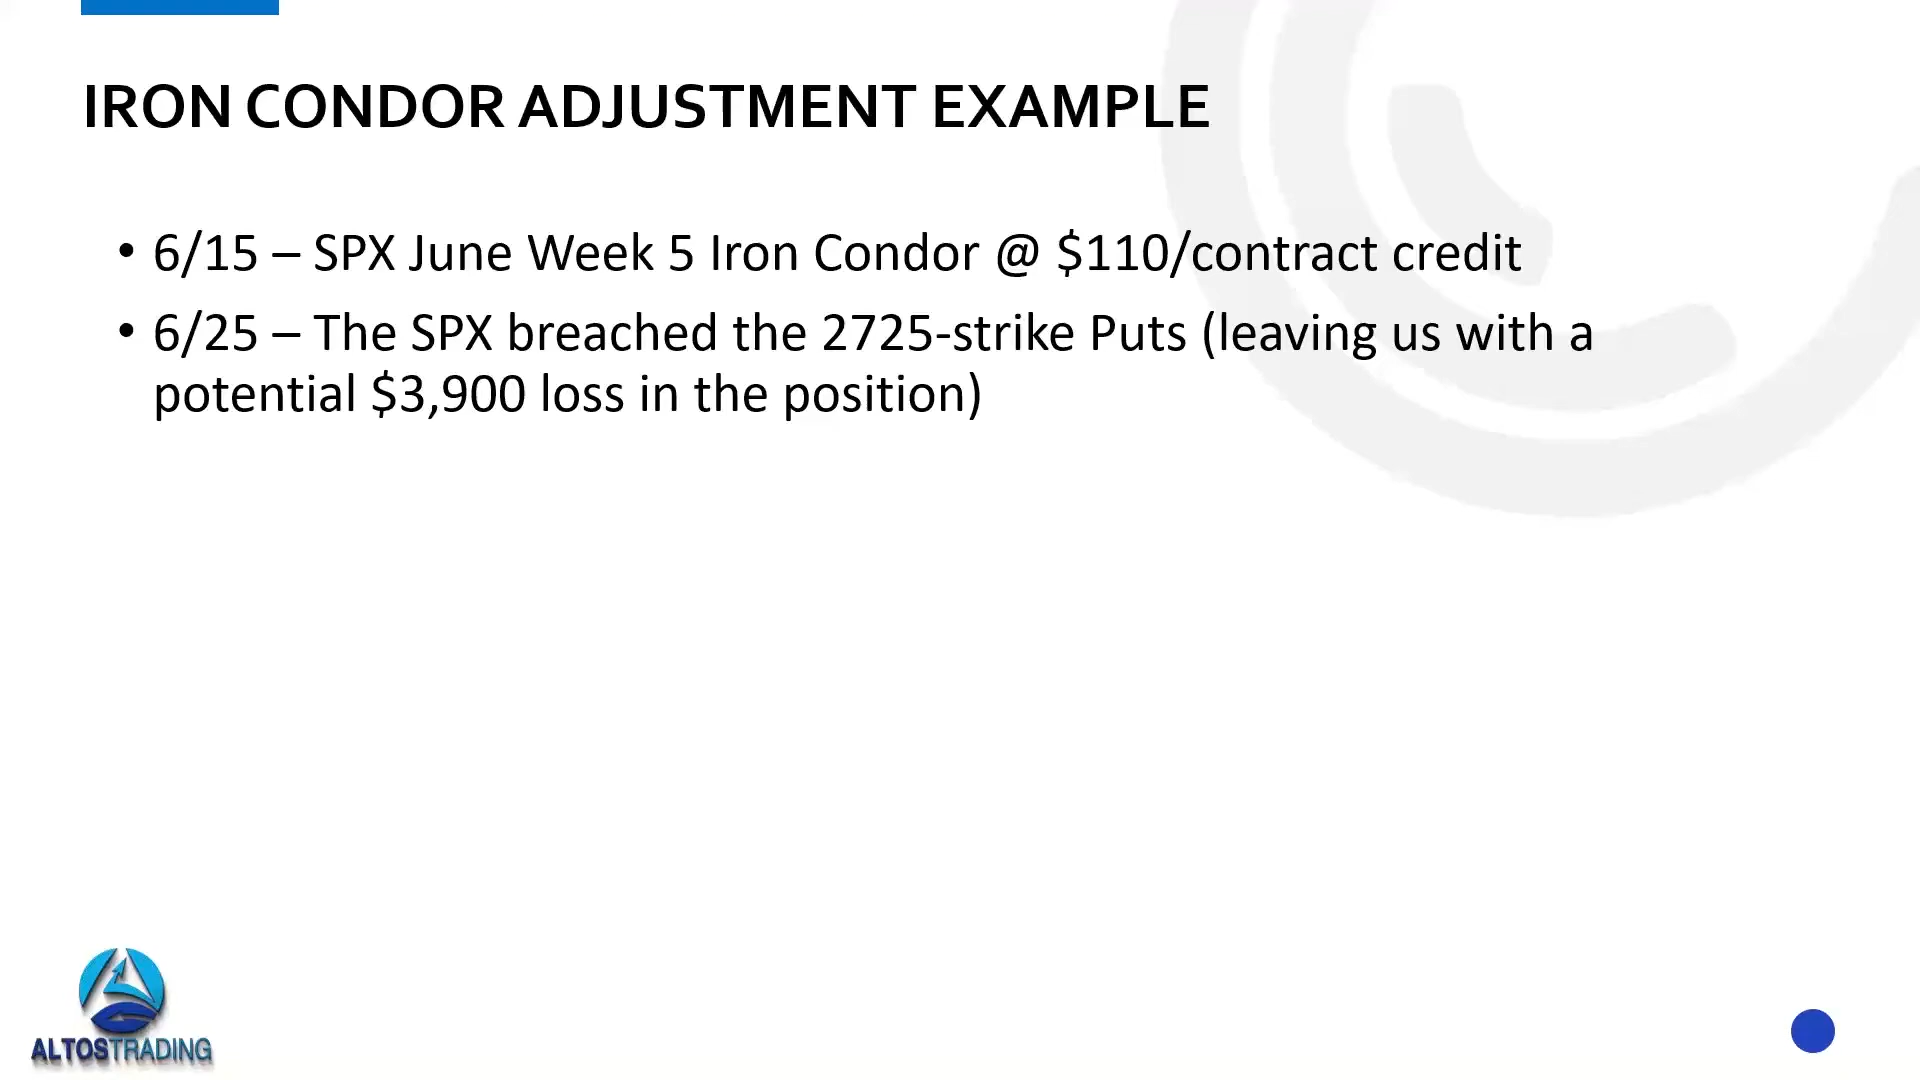 IRON CONDOR ADJUSTMENT EXAMPLE
• 6/15 – SPX June Week 5 Iron Condor @ $110/contract credit
• 6/25 – The SPX breached the 2725-strike Puts (leaving us with a
potential $3,900 loss in the position)
ALTOSTRADING